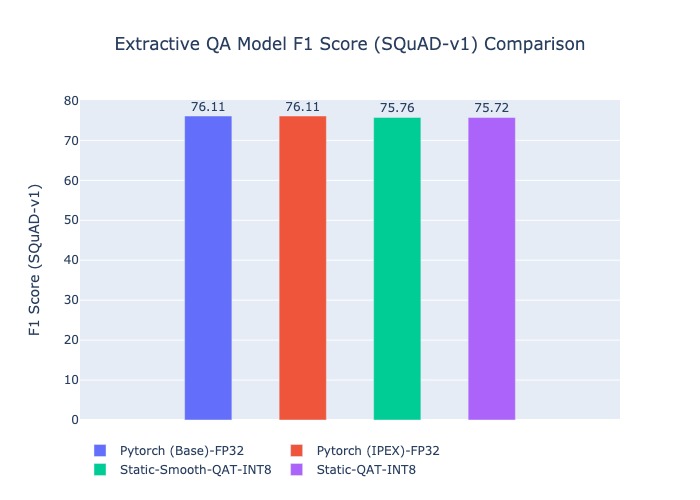 Extractive QA Model F1 Score (SQuAD-v1) Comparison
76.11 76.11 75.76 75.72
80
70
60
50
40
30
20
10
0
F1 Score (SQuAD-v1)
Pytorch (Base)-FP32 Pytorch (IPEX)-FP32
Static-Smooth-QAT-INT8 Static-QAT-INT8